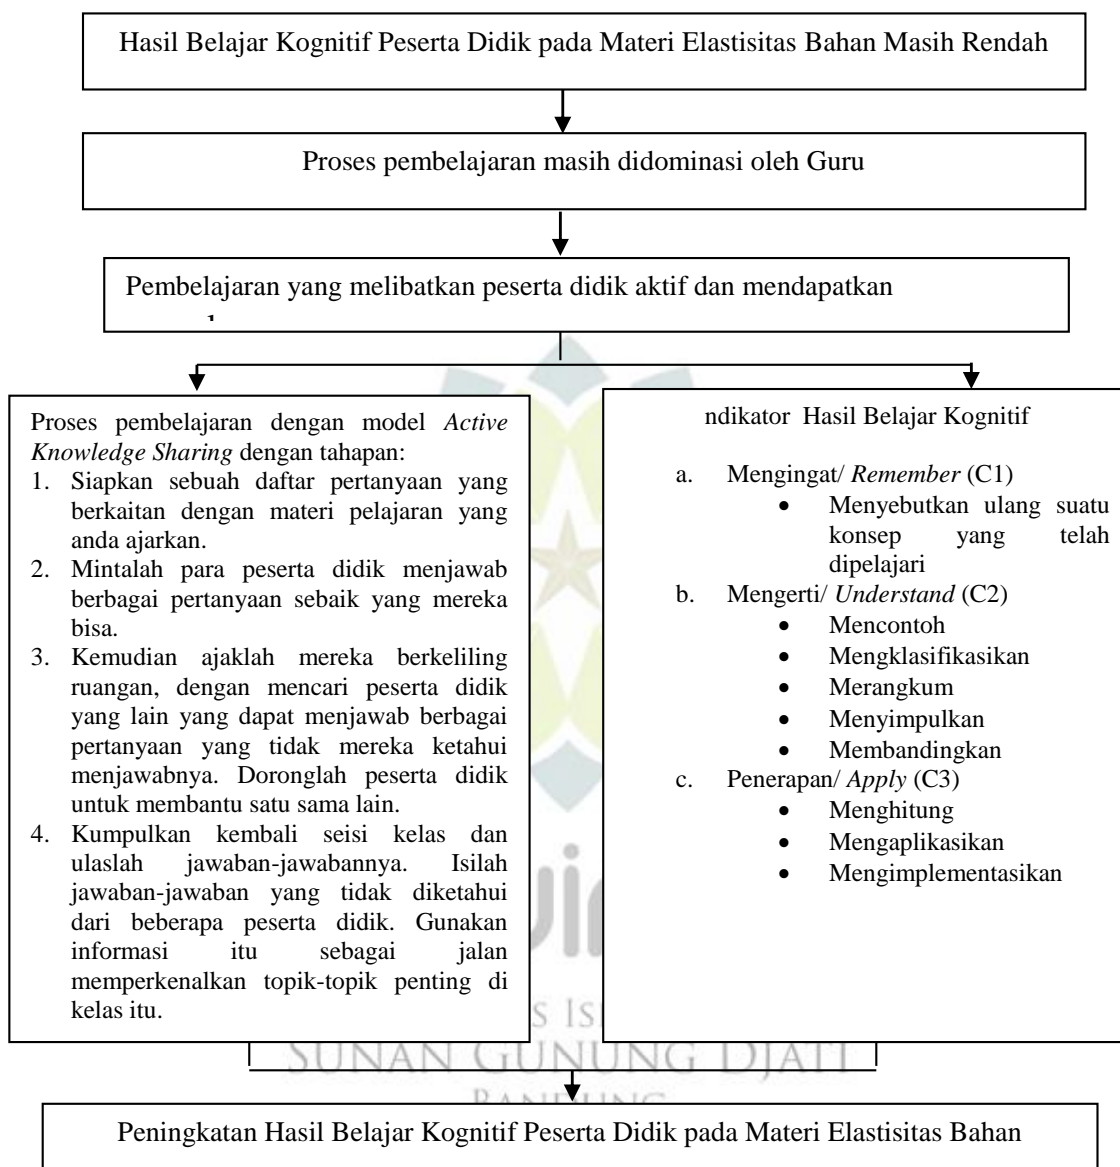 Hasil Belajar Kognitif Peserta Didik pada Materi Elastisitas Bahan Masih Rendah
Proses pembelajaran masih didominasi oleh Guru
Pembelajaran yang melibatkan peserta didik aktif dan mendapatkan
Proses pembelajaran dengan model Active
Knowledge Sharing dengan tahapan:
1. Siapkan sebuah daftar pertanyaan yang
berkaitan dengan materi pelajaran yang
anda ajarkan.
2. Mintalah para peserta didik menjawab
berbagai pertanyaan sebaik yang mereka
bisa.
3. Kemudian ajaklah mereka berkeliling
ruangan, dengan mencari peserta didik
yang lain yang dapat menjawab berbagai
pertanyaan yang tidak mereka ketahui
menjawabnya. Doronglah peserta didik
untuk membantu satu sama lain.
4. Kumpulkan kembali seisi kelas dan
ulaslah jawaban-jawabannya. Isilah
jawaban-jawaban yang tidak diketahui
dari beberapa peserta didik. Gunakan
informasi itu sebagai jalan
memperkenalkan topik-topik penting di
kelas itu.
ndikator Hasil Belajar Kognitif
a. Mengingat/ Remember (C1)
• Menyebutkan ulang suatu
konsep yang telah
dipelajari
b. Mengerti/ Understand (C2)
• Mencontoh
• Mengklasifikasikan
• Merangkum
• Menyimpulkan
• Membandingkan
c. Penerapan/ Apply (C3)
• Menghitung
• Mengaplikasikan
• Mengimplementasikan
SUNAN GUNUNG DJATI
BANDUNG
Peningkatan Hasil Belajar Kognitif Peserta Didik pada Materi Elastisitas Bahan